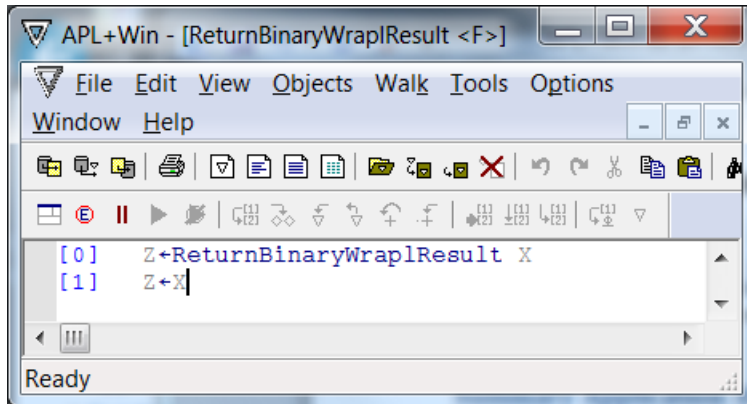 APL+Win - [ReturnBinaryWraplResult <F>]
File Edit View Objects Walk Tools Options
Window Help
[0] Z←ReturnBinaryWraplResult X
[1] Z←X
Ready